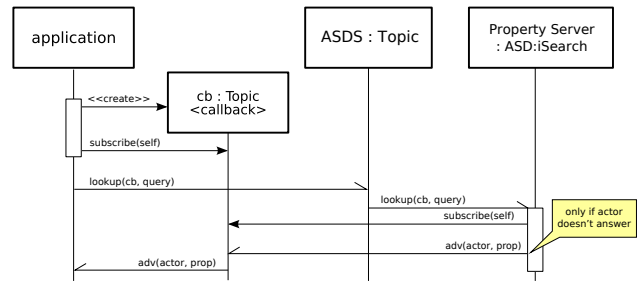 application
ASDS : Topic
Property Server
: ASD:iSearch
<<create>>
cb : Topic
<callback>
subscribe(self)
lookup(cb, query)
lookup(cb, query)
subscribe(self)
only if actor
doesn't answer
adv(actor, prop)
adv(actor, prop)